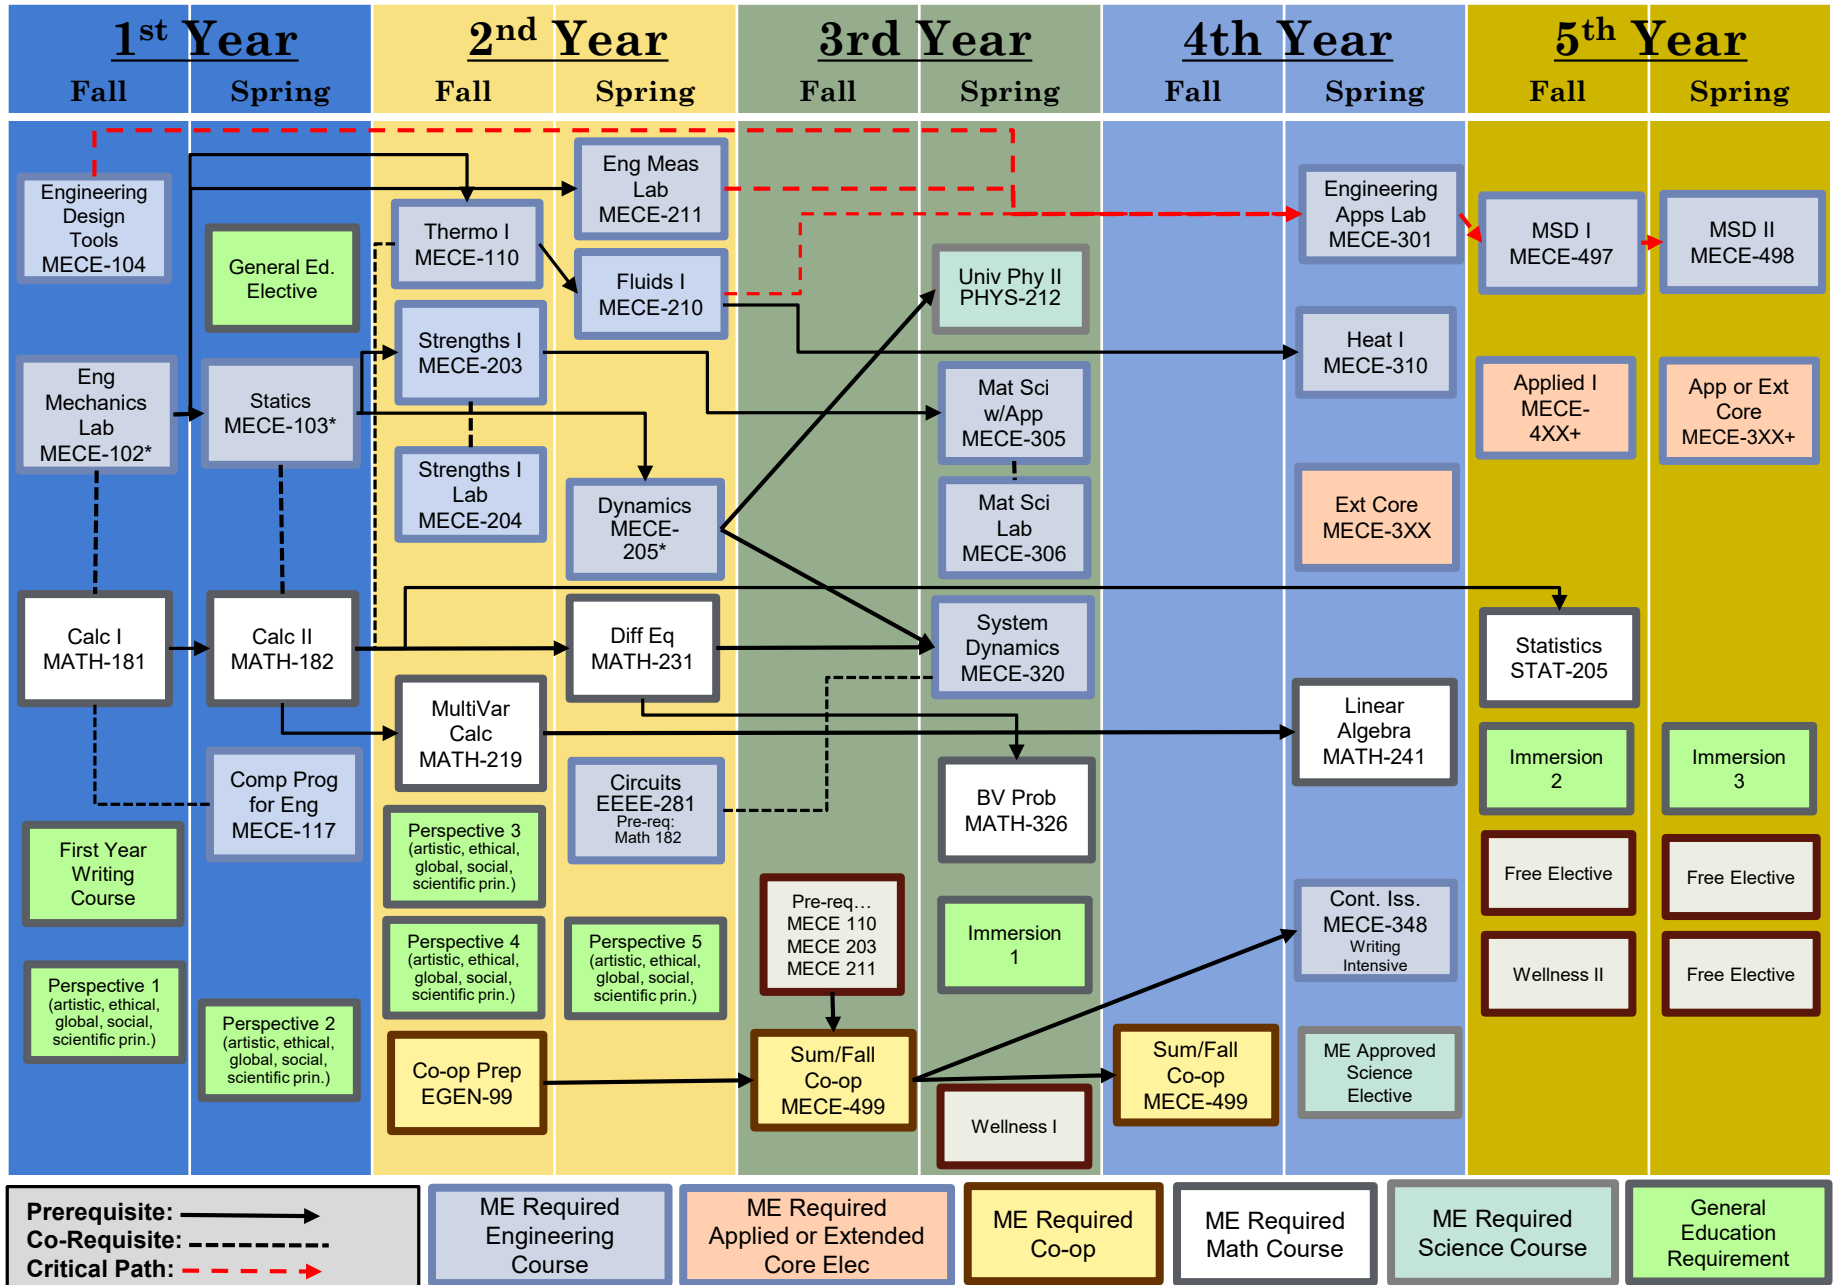 1st Year
2nd Year
3rd Year
4th Year
5th Year
Fall
Spring
Fall
Spring
Fall
Spring
Fall
Spring
Fall
Spring
Engineering
Design
Tools
MECE-104
Eng
Mechanics
Lab
MECE-102*
Calc I
MATH-181
First Year
Writing
Course
Perspective 1
(artistic, ethical,
global, social,
scientific prin.)
General Ed.
Elective
Statics
MECE-103*
Calc II
MATH-182
Comp Prog
for Eng
MECE-117
Perspective 2
(artistic, ethical,
global, social,
scientific prin.)
Thermo I
MECE-110
Strengths I
MECE-203
Strengths I
Lab
MECE-204
MultiVar
Calc
MATH-219
Perspective 3
(artistic, ethical,
global, social,
scientific prin.)
Perspective 4
(artistic, ethical,
global, social,
scientific prin.)
Co-op Prep
EGEN-99
Eng Meas
Lab
MECE-211
Fluids I
MECE-210
Dynamics
MECE-
205*
Diff Eq
MATH-231
Circuits
EEEE-281
Pre-req:
Math 182
Perspective 5
(artistic, ethical,
global, social,
scientific prin.)
Pre-req...
MECE 110
MECE 203
MECE 211
Sum/Fall
Co-op
MECE-499
Univ Phy II
PHYS-212
Mat Sci
w/App
MECE-305
Mat Sci
Lab
MECE-306
System
Dynamics
MECE-320
BV Prob
MATH-326
Immersion
1
Wellness I
Sum/Fall
Co-op
MECE-499
Engineering
Apps Lab
MECE-301
Heat I
MECE-310
Ext Core
MECE-3XX
Linear
Algebra
MATH-241
Cont. Iss.
MECE-348
Writing
Intensive
ME Approved
Science
Elective
MSD I
MECE-497
Applied I
MECE-
4XX+
Statistics
STAT-205
Immersion
2
Free Elective
Wellness II
MSD II
MECE-498
App or Ext
Core
MECE-3XX+
Immersion
3
Free Elective
Free Elective
Prerequisite:
Co-Requisite:
Critical Path:
ME Required
Engineering
Course
ME Required
Applied or Extended
Core Elec
ME Required
Co-op
ME Required
Math Course
ME Required
Science Course
General
Education
Requirement